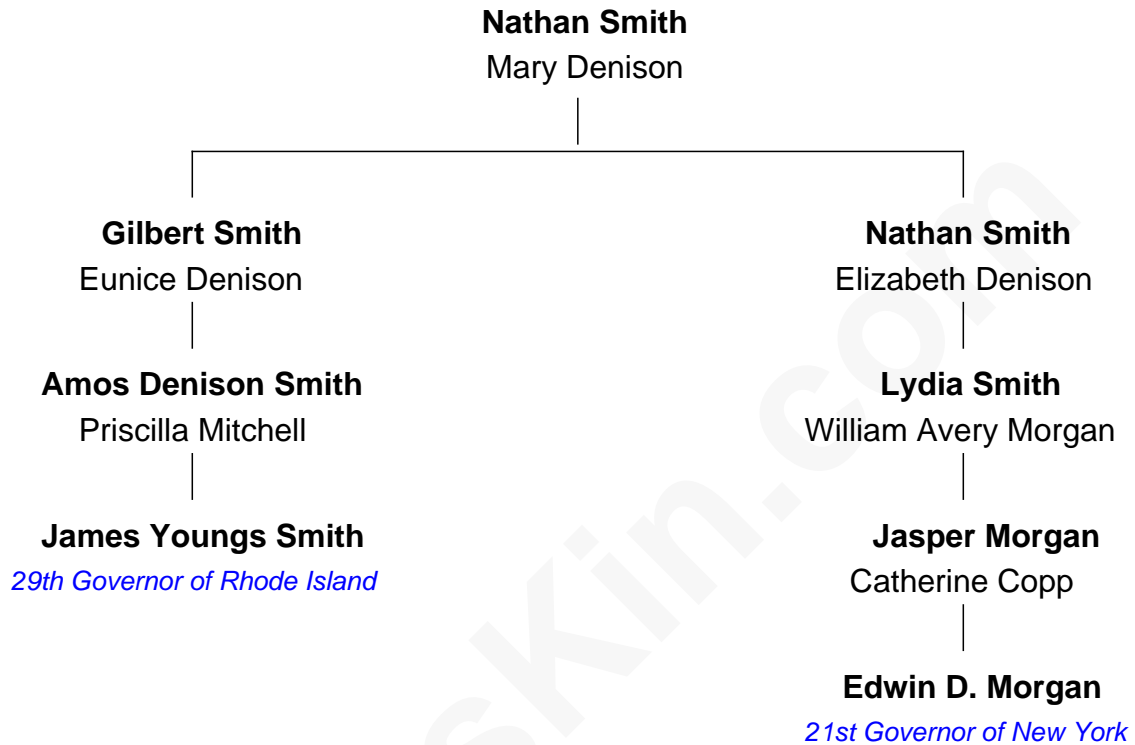 Nathan Smith
Mary Denison
Gilbert Smith
Eunice Denison
Nathan Smith
Elizabeth Denison
Amos Denison Smith
Priscilla Mitchell
Lydia Smith
William Avery Morgan
James Youngs Smith
29th Governor of Rhode Island
Jasper Morgan
Catherine Copp
Edwin D. Morgan
21st Governor of New York
sKin.com